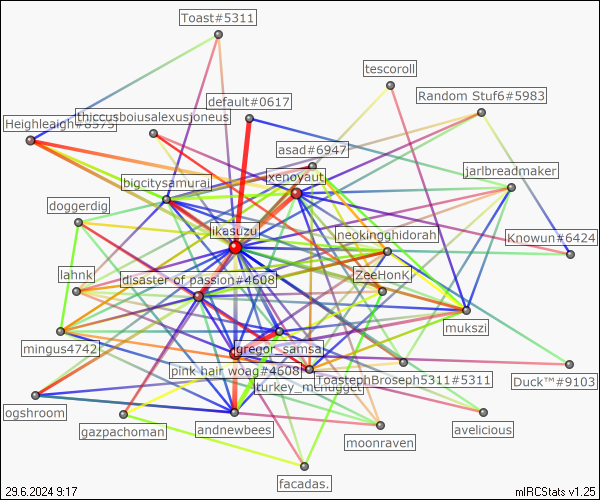 Toast#5311
tescoroll
Random Stuf6#5983
default#0617
thiccusboiusalexusjoneus
Heighleaigh#8975
asad#6947
jarlbreadmaker
xenoyaut
bigcitysamurai
doggerdig
ikasuzu
neokingghidorah
Knowun#6424
lahnk
disaster of passion#4608
ZeeHonk
mukszi
mingus4742
gregor_samsa
pink hair woag#4608
ToastephBroseph5311#5311
Duck™#9103
turkey_mcnugget
ogshroom
gazpachoman
andnewbees
avelicious
moonraven
facadas.
29.6.2024 9:17
mIRCStats v1.25